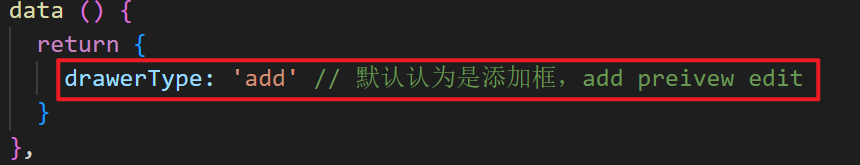 data () {
return {
drawerType: 'add' // 默认认为是添加框，add preivew edit
}
},